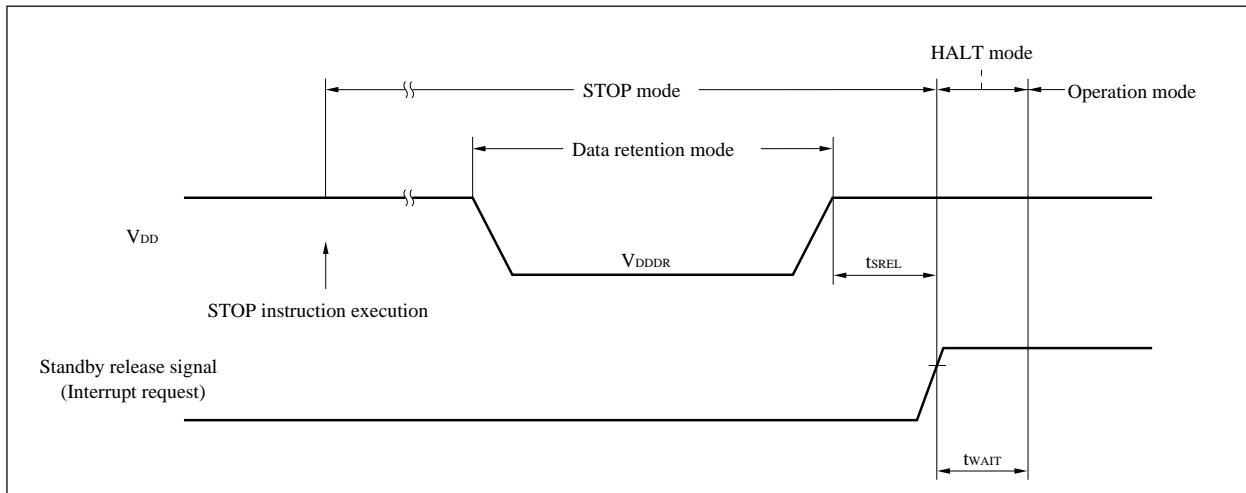 HALT mode
STOP mode
Operation mode
Data retention mode
VDD
VDDDR
tSREL
STOP instruction execution
Standby release signal
(Interrupt request)
tWAIT